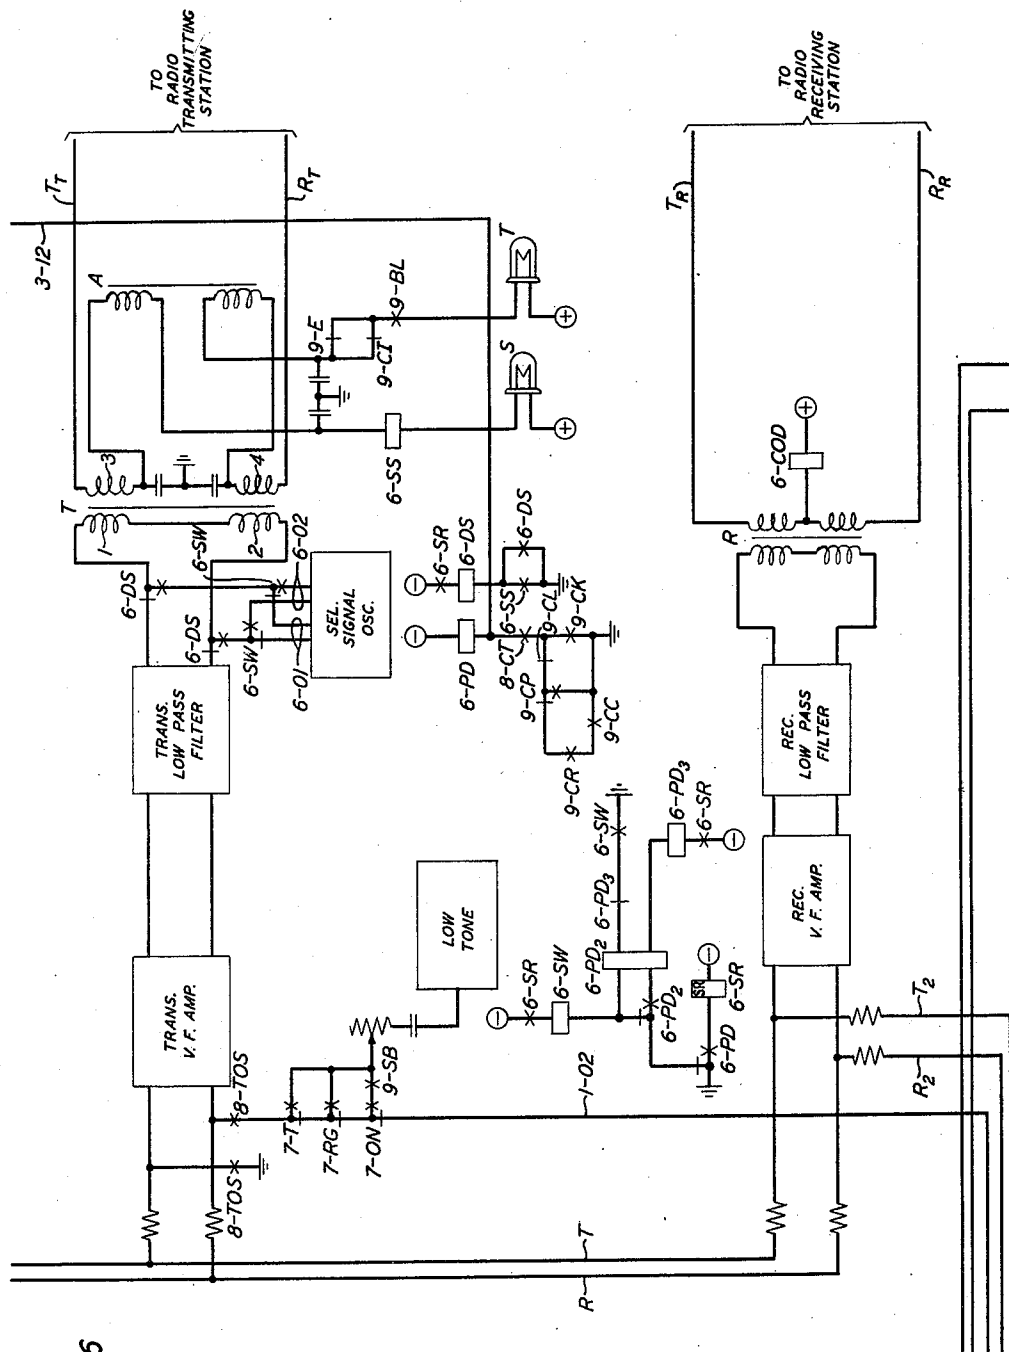 TO
RADIO
TRANSMITTING
STATION
TO
RADIO
RECEIVING
STATION
3-12
T_T
R_T
T_R
R_R
A
T
3
4
1
2
9-E
9-CI
9-BL
T
S
6-SS
6-SW
6-DS
6-DS
6-SW
6-02
6-01
SEL.
SIGNAL
OSC.
6-SR
6-DS
6-DS
6-PD
6-SS
9-CL
9-CK
8-CT
9-CP
9-CC
9-CR
6-COD
R
TRANS.
LOW PASS
FILTER
TRANS.
V. F. AMP.
LOW
TONE
REC.
LOW PASS
FILTER
REC.
V. F. AMP.
6-SW
6-PD3
6-PD3
6-SR
6-SR
6-SW
6-PD2
6-PD2
SR
6-SR
6-PD
8-TOS
8-TOS
7-T
7-RG
7-ON
9-SB
1-02
T2
R2
T
R
6